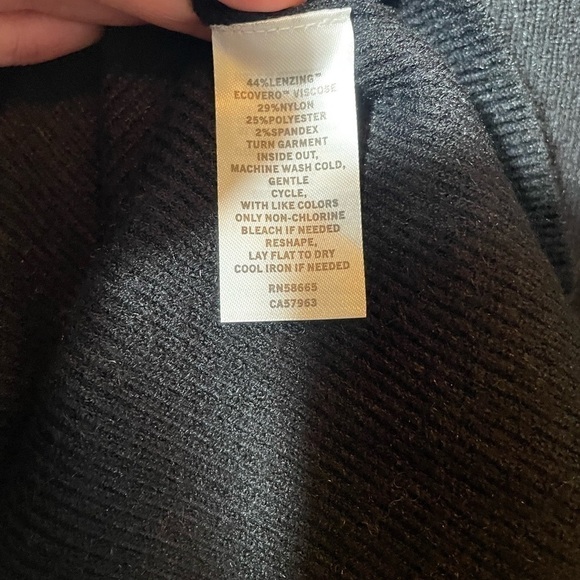 44%LENZING™
ECOVERO™ VISCOSE
29%NYLON
25%POLYESTER
2%SPANDEX
TURN GARMENT
INSIDE OUT,
MACHINE WASH COLD,
GENTLE
CYCLE,
WITH LIKE COLORS
ONLY NON-CHLORINE
BLEACH IF NEEDED
RESHAPE,
LAY FLAT TO DRY
COOL IRON IF NEEDED
RN58665
CA57963